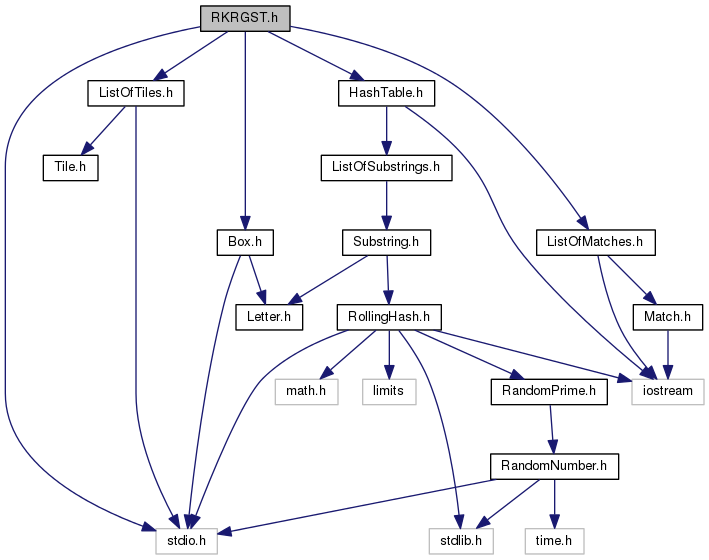 RKRGST.h
ListOfTiles.h
HashTable.h
Tile.h
ListOfSubstrings.h
Box.h
Substring.h
ListOfMatches.h
Letter.h
RollingHash.h
Match.h
math.h
limits
RandomPrime.h
iostream
RandomNumber.h
stdio.h
stdlib.h
time.h